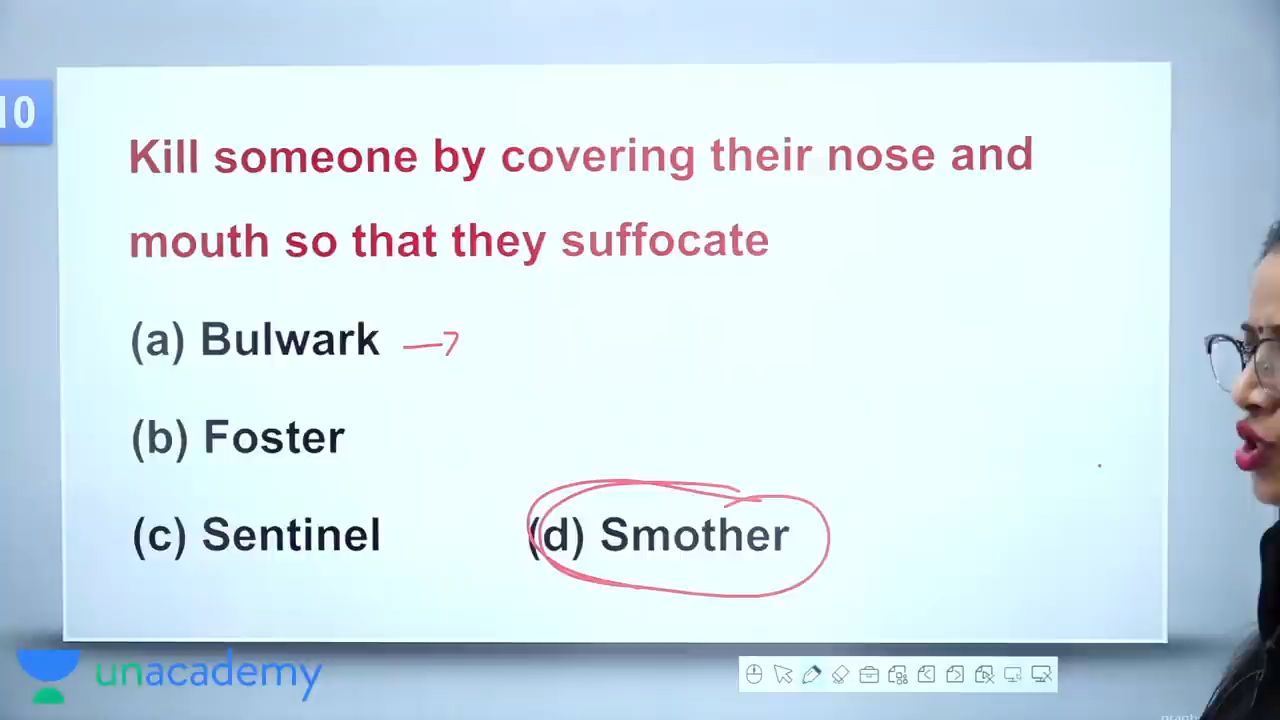 10
Kill someone by covering their nose and
mouth so that they suffocate
(a) Bulwark
(b) Foster
(c) Sentinel (d) Smother
unacademy